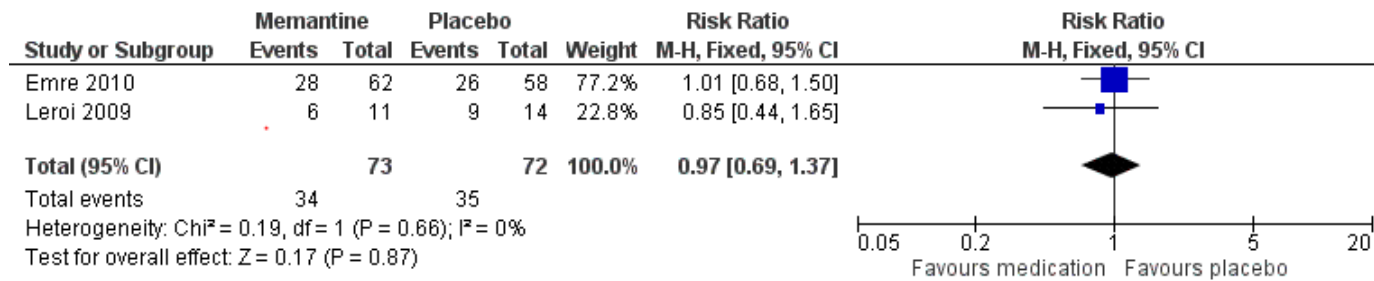 Memantine Placebo Risk Ratio Risk Ratio
Study or Subgroup Events Total Events Total Weight M-H, Fixed, 95% CI M-H, Fixed, 95% CI
Emre 2010 28 62 26 58 77.2% 1.01 [0.68, 1.50]
Leroi 2009 6 11 9 14 22.8% 0.85 [0.44, 1.65]
Total (95% CI) 73 72 100.0% 0.97 [0.69, 1.37]
Total events 34 35
Heterogeneity: Chi² = 0.19, df = 1 (P = 0.66); I² = 0%
Test for overall effect: Z = 0.17 (P = 0.87)
0.05 0.2 1 5 20
Favours medication Favours placebo